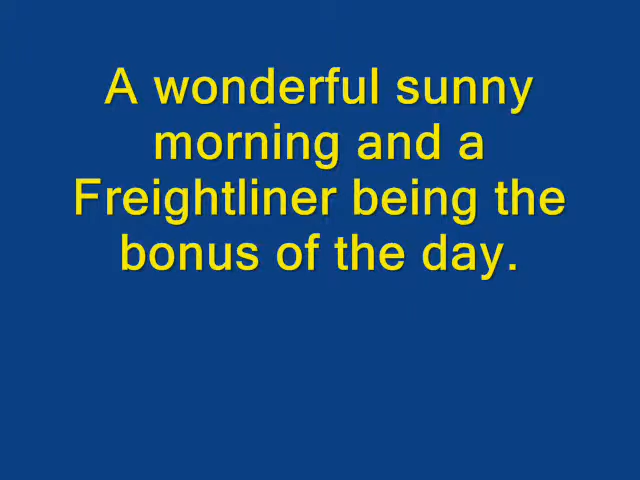 A wonderful sunny
morning and a
Freightliner being the
bonus of the day.